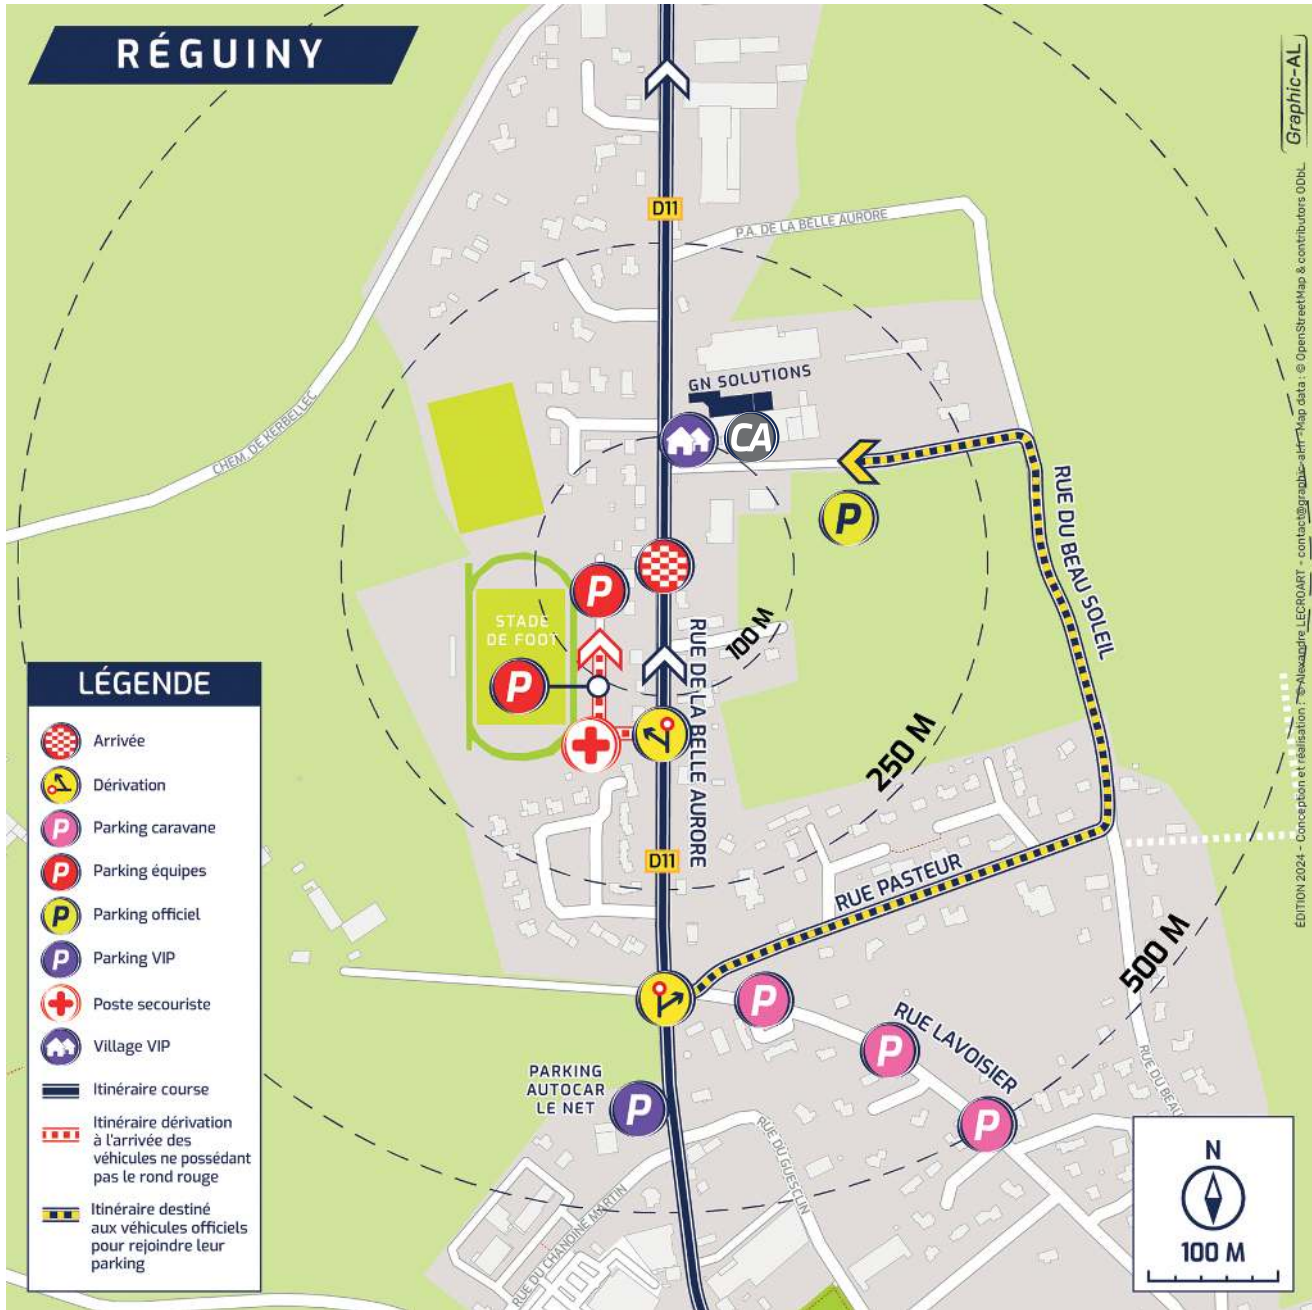 RÉGUINY
Graphic-AL
D11
P.A. DE LA BELLE AURORE
CHEM. DE KERBELLEC
GN SOLUTIONS
CA
P
RUE DU BEAU SOLEIL
P
STADE
DE FOOT
P
100 M
RUE DE LA BELLE AURORE
250 M
D11
RUE PASTEUR
500 M
P
P
RUE LAVOISIER
P
PARKING
AUTOCAR
LE NET
P
RUE DU BEAU
RUE DU GUESCLIN
RUE DU CHANOINE MARTIN
LÉGENDE
Arrivée
Dérivation
P Parking caravane
P Parking équipes
P Parking officiel
P Parking VIP
Poste secouriste
Village VIP
Itinéraire course
Itinéraire dérivation
à l'arrivée des
véhicules ne possédant
pas le rond rouge
Itinéraire destiné
aux véhicules officiels
pour rejoindre leur
parking
N
100 M
EDITION 2024 - Conception et réalisation : © Alexandre LECROART - contact@graphic-al.fr - Map data : © OpenStreetMap & contributors ODbL.